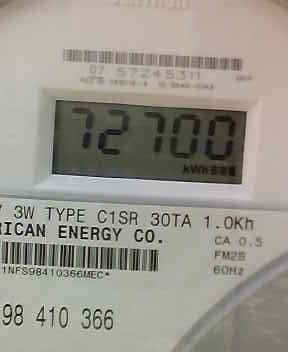 07 57245311
72700
kWh
V 3W TYPE C1SR 30TA 1.0Kh
RICAN ENERGY CO.
CA 0.5
FM2S
60Hz
1NFS98410366MEC*
98 410 366